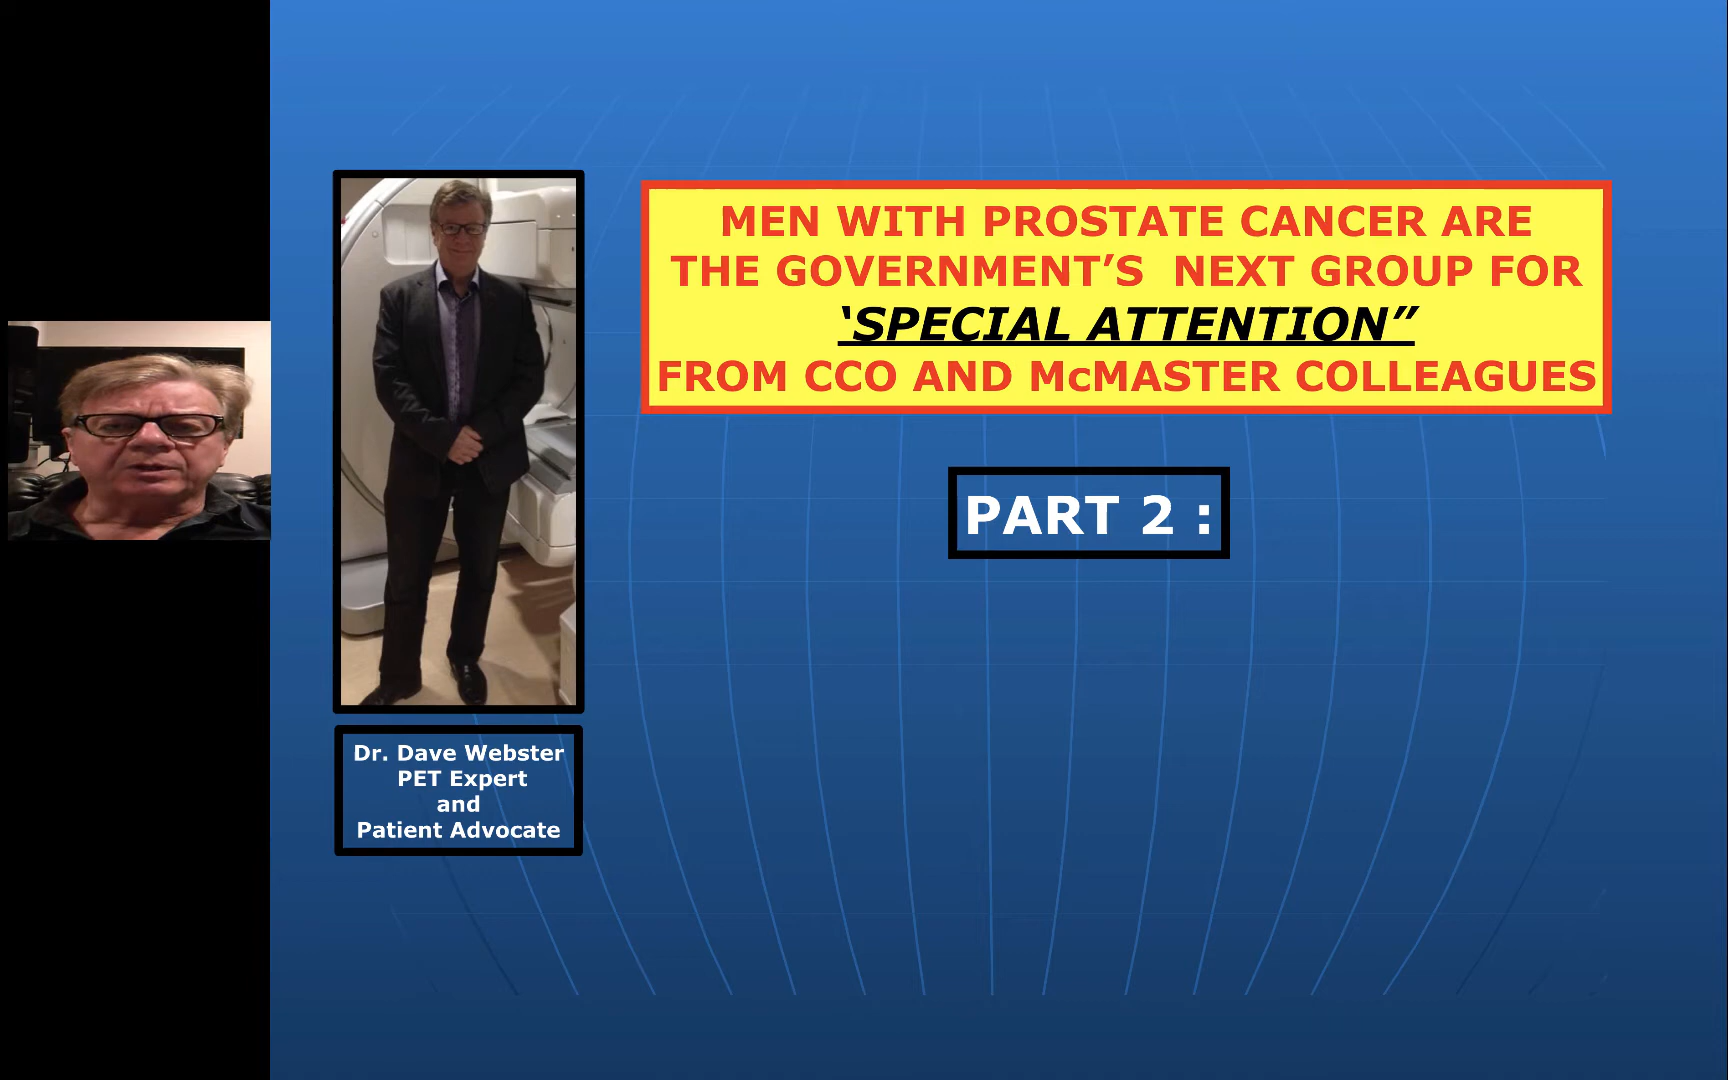 MEN WITH PROSTATE CANCER ARE
THE GOVERNMENT’S  NEXT GROUP FOR
‘SPECIAL ATTENTION”
FROM CCO AND McMASTER COLLEAGUES
PART 2 :
Dr. Dave Webster
PET Expert
and
Patient Advocate